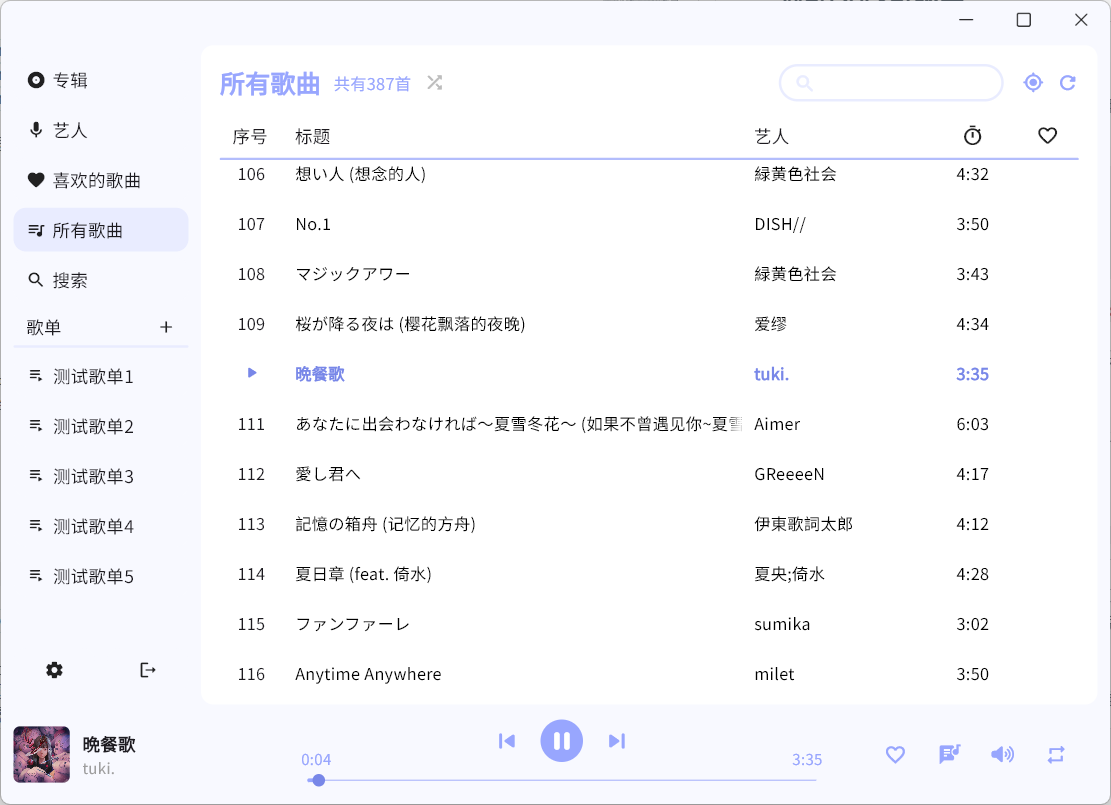 专辑
艺人
喜欢的歌曲
所有歌曲
搜索
歌单 +
测试歌单1
测试歌单2
测试歌单3
测试歌单4
测试歌单5
所有歌曲 共有387首
序号 标题 艺人
106 想い人 (想念的人) 緑黄色社会 4:32
107 No.1 DISH// 3:50
108 マジックアワー 緑黄色社会 3:43
109 桜が降る夜は (樱花飘落的夜晚) 爱缪 4:34
晩餐歌 tuki. 3:35
111 あなたに出会わなければ～夏雪冬花～ (如果不曾遇见你~夏雪 Aimer 6:03
112 愛し君へ GReeeeN 4:17
113 記憶の箱舟 (记忆的方舟) 伊東歌詞太郎 4:12
114 夏日章 (feat. 倚水) 夏央;倚水 4:28
115 ファンファーレ sumika 3:02
116 Anytime Anywhere milet 3:50
晩餐歌
tuki.
0:04 3:35